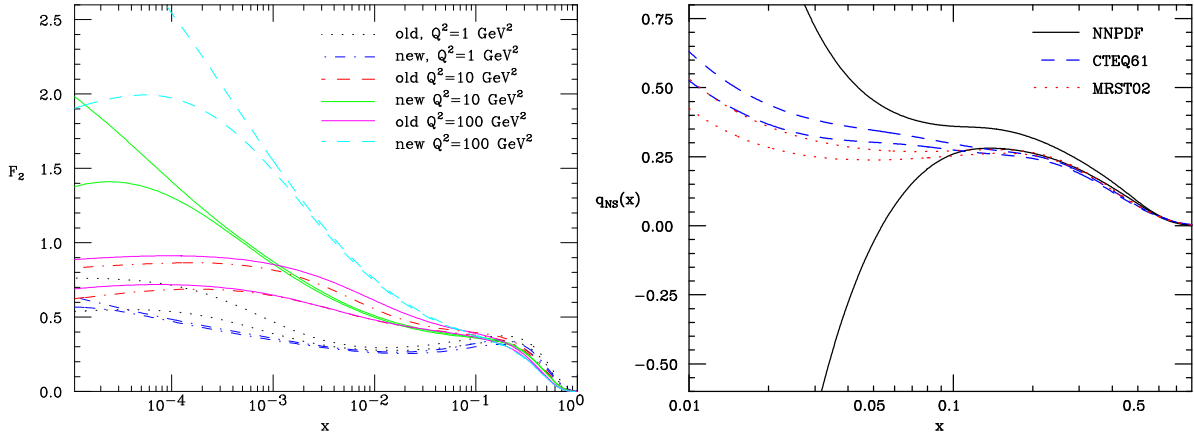 2.5
2.0
1.5
F₂
1.0
0.5
0.0
old, Q²=1 GeV²
new, Q²=1 GeV²
old Q²=10 GeV²
new Q²=10 GeV²
old Q²=100 GeV²
new Q²=100 GeV²
10⁻⁴ 10⁻³ 10⁻² 10⁻¹ 10⁰
x
0.75
0.50
0.25
q_NS(x)
0.00
−0.25
−0.50
NNPDF
CTEQ61
MRST02
0.01 0.05 0.1 0.5
x